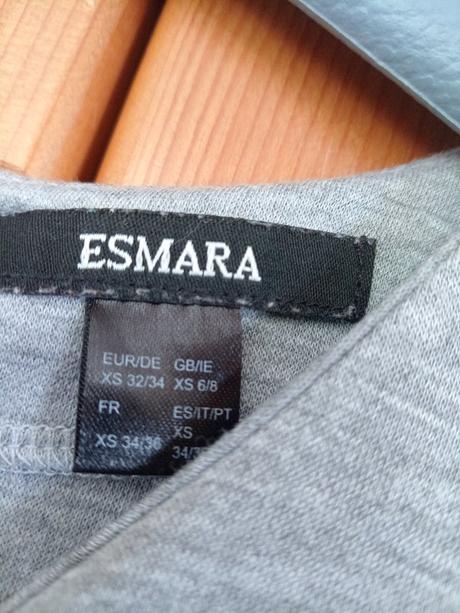 ESMARA
EUR/DE GB/IE
XS 32/34 XS 6/8
FR ES/IT/PT
XS 34/36 XS
34/